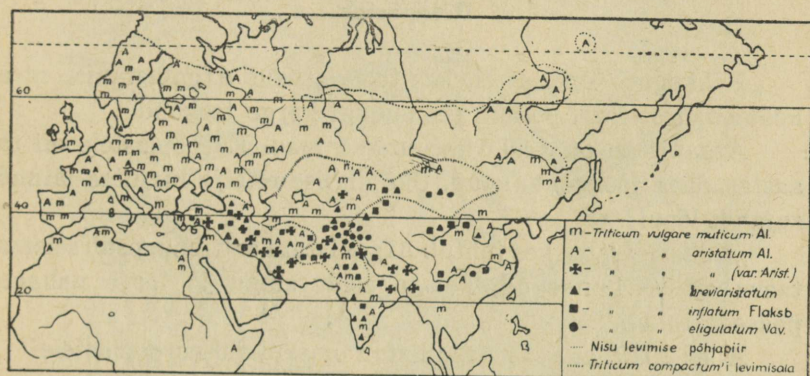 60
40
20
m – Triticum vulgare muticum Al.
A – " " aristatum Al.
✠ – " " " (var. Arist.)
▲ – " " breviaristatum
■ – " " inflatum Flaksb
● – " " eligulatum Vav.
Nisu levimise põhjapiir
Triticum compactum'i levimisala